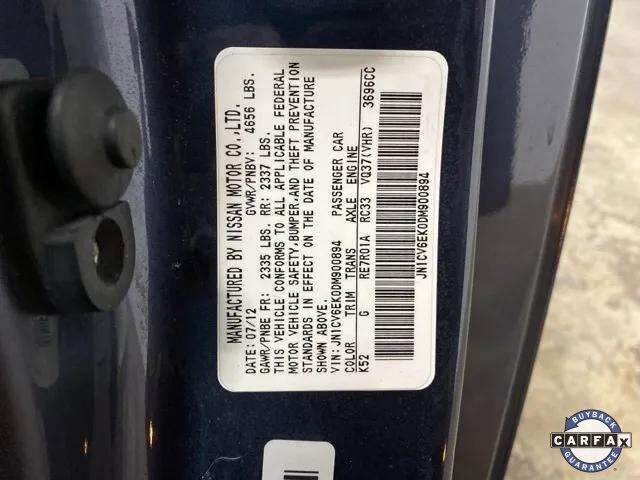 MANUFACTURED BY NISSAN MOTOR CO.,LTD.
DATE: 07/12 GVWR/PNBV: 4656 LBS.
GAWR/PNBE FR: 2335 LBS. RR: 2337 LBS.
THIS VEHICLE CONFORMS TO ALL APPLICABLE FEDERAL
MOTOR VEHICLE SAFETY,BUMPER,AND THEFT PREVENTION
STANDARDS IN EFFECT ON THE DATE OF MANUFACTURE
SHOWN ABOVE.
VIN: JN1CV6EK0DM900894 PASSENGER CAR
COLOR TRIM TRANS AXLE ENGINE
K52 G RE7R01A RC33 VQ37(VHR) 3696CC
JN1CV6EK0DM900894
BUYBACK
CARFAX
GUARANTEE